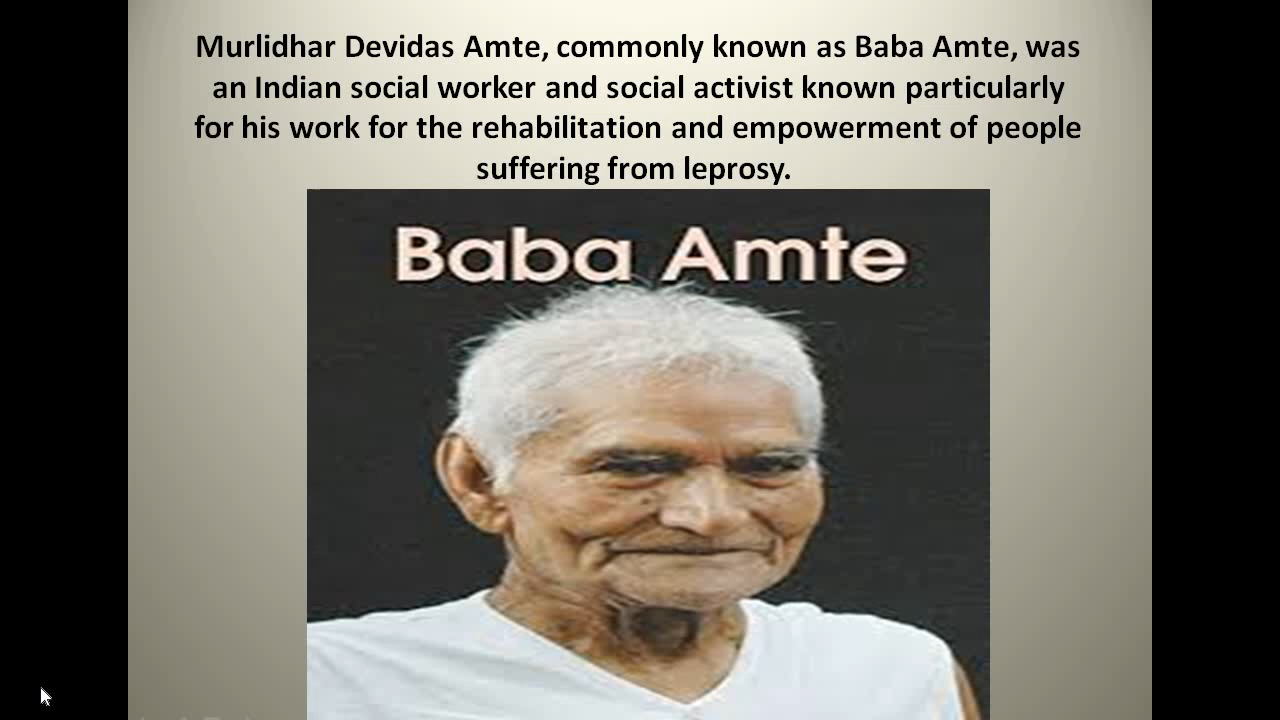 Murlidhar Devidas Amte, commonly known as Baba Amte, was
an Indian social worker and social activist known particularly
for his work for the rehabilitation and empowerment of people
suffering from leprosy.
Baba Amte